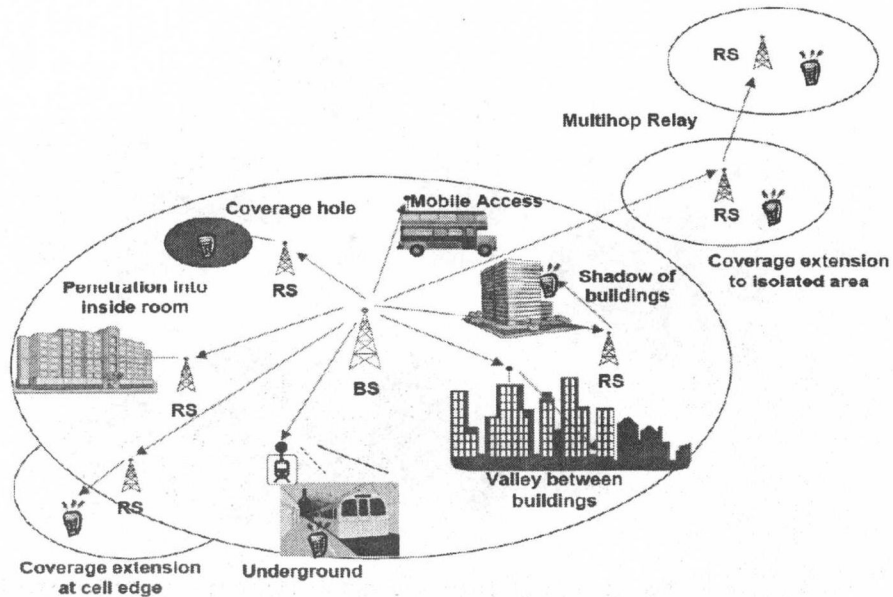 RS
Multihop Relay
RS
Coverage extension
to isolated area
Mobile Access
Coverage hole
RS
Shadow of
buildings
Penetration into
inside room
BS
RS
RS
Valley between
buildings
RS
Coverage extension
at cell edge
Underground